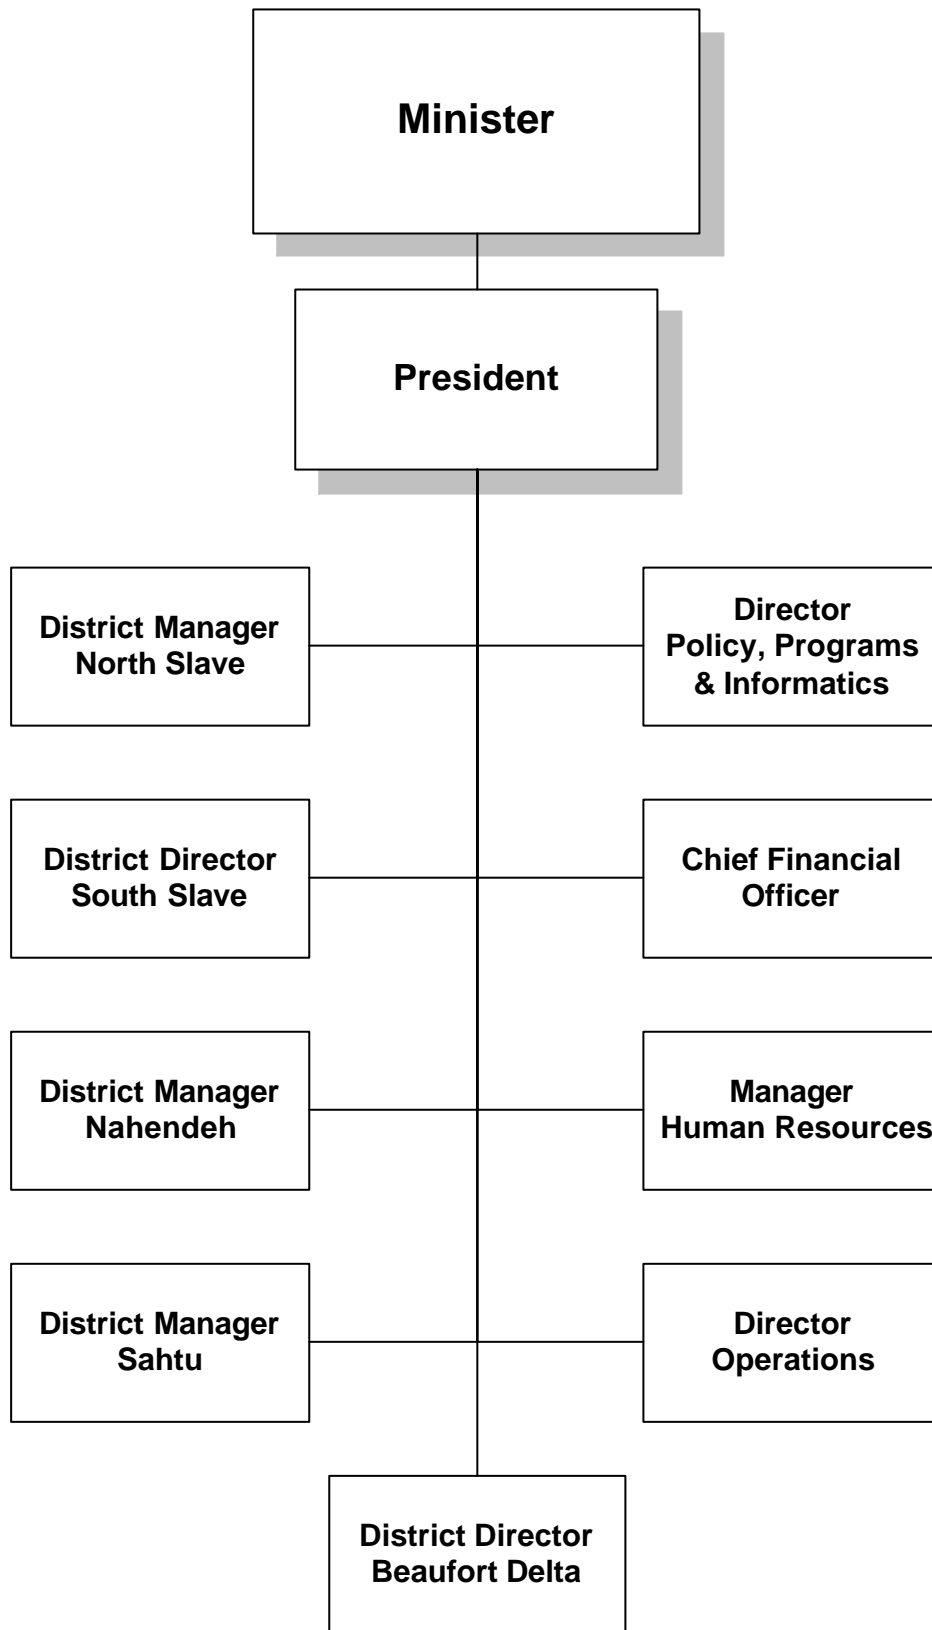 Minister
President
District Manager
North Slave
Director
Policy, Programs
& Informatics
District Director
South Slave
Chief Financial
Officer
District Manager
Nahendeh
Manager
Human Resources
District Manager
Sahtu
Director
Operations
District Director
Beaufort Delta